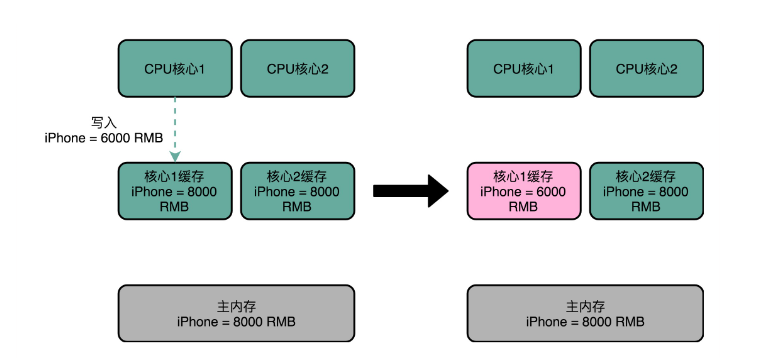 CPU核心1
CPU核心2
CPU核心1
CPU核心2
写入
iPhone = 6000 RMB
核心1缓存
iPhone = 8000
RMB
核心2缓存
iPhone = 8000
RMB
核心1缓存
iPhone = 6000
RMB
核心2缓存
iPhone = 8000
RMB
主内存
iPhone = 8000 RMB
主内存
iPhone = 8000 RMB